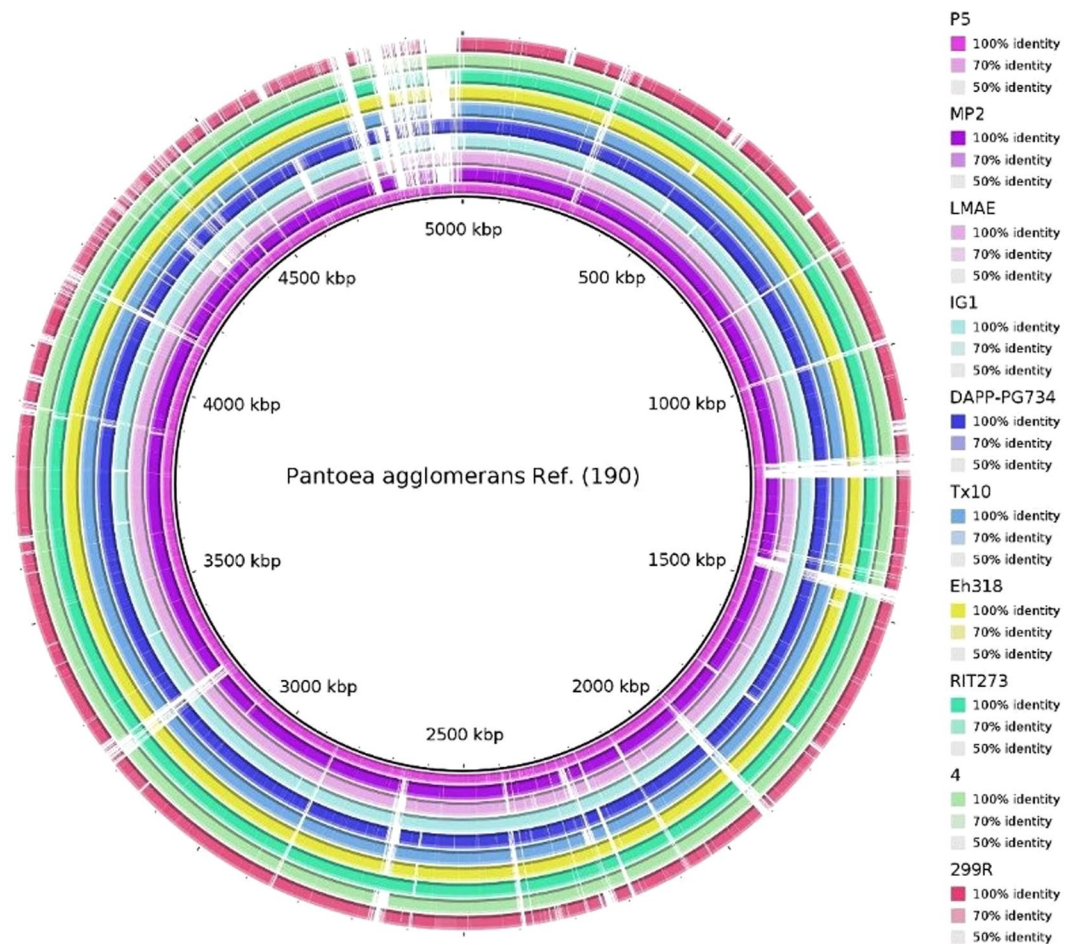 5000 kbp
500
1000 kbp
1500 kbp
2000 kbp
2500 kbp
3000 kbp
3500 kbp
4000 kbp
4500 kbp
Pantoea agglomerans Ref. (190)
P5
100% identity
70% identity
50% identity
MP2
100% identity
70% identity
50% identity
LMAE
100% identity
70% identity
50% identity
IG1
100% identity
70% identity
50% identity
DAPP-PG734
100% identity
70% identity
50% identity
Tx10
100% identity
70% identity
50% identity
Eh318
100% identity
70% identity
50% identity
RIT273
100% identity
70% identity
50% identity
4
100% identity
70% identity
50% identity
299R
100% identity
70% identity
50% identity